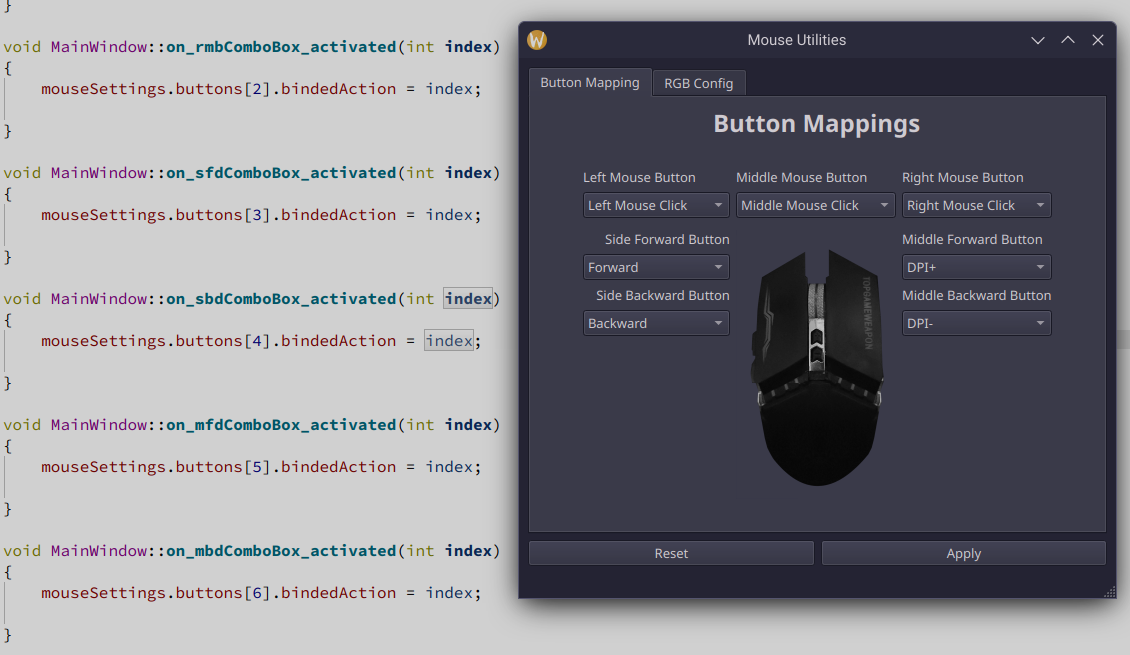 }
void MainWindow::on_rmbComboBox_activated(int index)
{
mouseSettings.buttons[2].bindedAction = index;
}
void MainWindow::on_sfdComboBox_activated(int index)
{
mouseSettings.buttons[3].bindedAction = index;
}
void MainWindow::on_sbdComboBox_activated(int index)
{
mouseSettings.buttons[4].bindedAction = index;
}
void MainWindow::on_mfdComboBox_activated(int index)
{
mouseSettings.buttons[5].bindedAction = index;
}
void MainWindow::on_mbdComboBox_activated(int index)
{
mouseSettings.buttons[6].bindedAction = index;
}
W
Mouse Utilities
Button Mapping RGB Config
Button Mappings
Left Mouse Button Middle Mouse Button Right Mouse Button
Left Mouse Click Middle Mouse Click Right Mouse Click
Side Forward Button Middle Forward Button
Forward DPI+
Side Backward Button Middle Backward Button
Backward DPI-
TOPGAMEWEAPON
Reset Apply